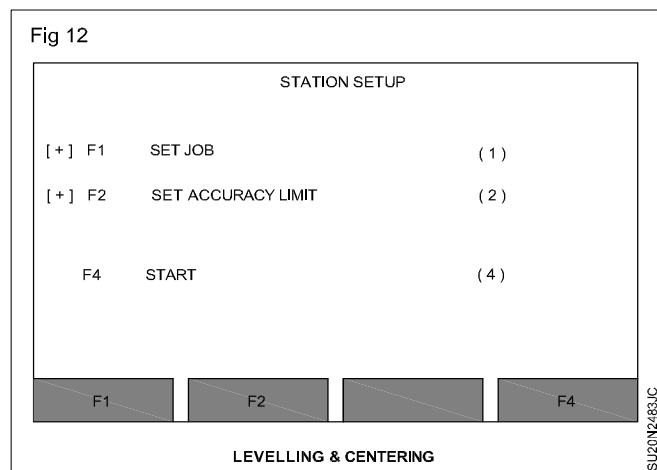 Fig 12
STATION SETUP
[ + ] F1 SET JOB ( 1 )
[ + ] F2 SET ACCURACY LIMIT ( 2 )
F4 START ( 4 )
F1 F2 F4
LEVELLING & CENTERING
SU20N2483JC